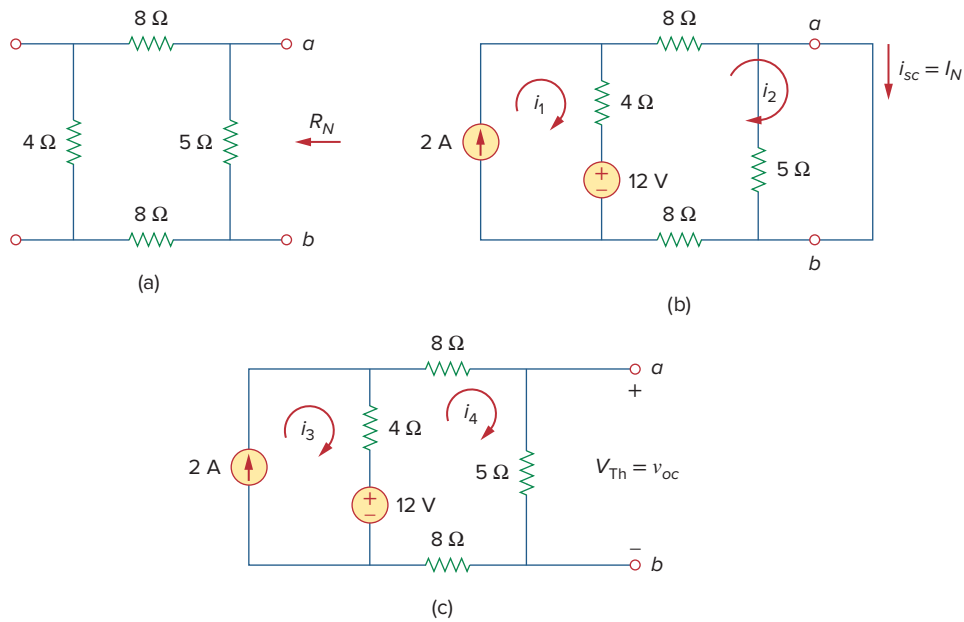 8 Ω
a
4 Ω
5 Ω
R_N
8 Ω
b
(a)
8 Ω
a
i_1
4 Ω
i_2
i_sc = I_N
2 A
+
−
12 V
5 Ω
8 Ω
b
(b)
8 Ω
a
+
i_3
4 Ω
i_4
2 A
5 Ω
V_Th = v_oc
+
−
12 V
8 Ω
−
b
(c)